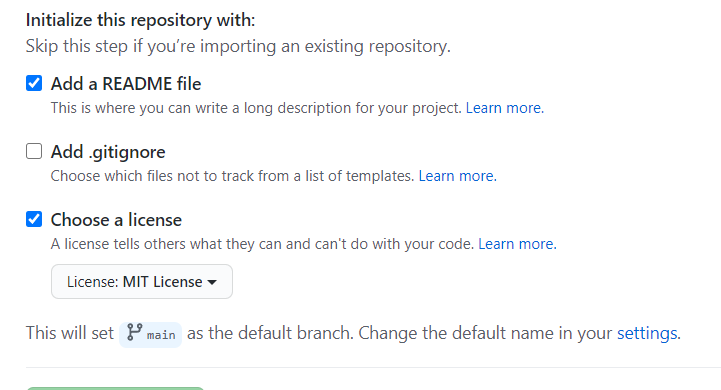 Initialize this repository with:
Skip this step if you’re importing an existing repository.
Add a README file
This is where you can write a long description for your project. Learn more.
Add .gitignore
Choose which files not to track from a list of templates. Learn more.
Choose a license
A license tells others what they can and can't do with your code. Learn more.
License: MIT License
This will set main as the default branch. Change the default name in your settings.